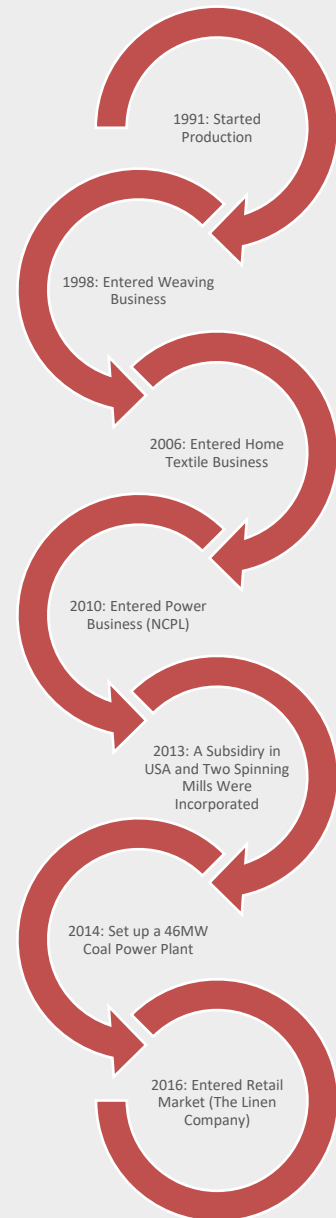 1991: Started
Production
1998: Entered Weaving
Business
2006: Entered Home
Textile Business
2010: Entered Power
Business (NCPL)
2013: A Subsidiry in
USA and Two Spinning
Mills Were
Incorporated
2014: Set up a 46MW
Coal Power Plant
2016: Entered Retail
Market (The Linen
Company)